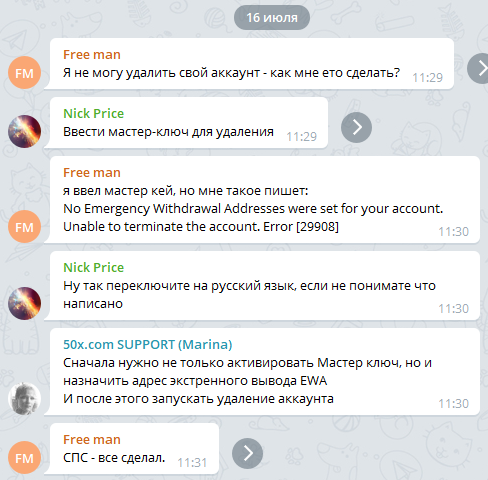 16 июля
Free man
Я не могу удалить свой аккаунт - как мне ето сделать? 11:29
FM
Nick Price
Ввести мастер-ключ для удаления 11:29
Free man
я ввел мастер кей, но мне такое пишет:
No Emergency Withdrawal Addresses were set for your account.
Unable to terminate the account. Error [29908] 11:30
FM
Nick Price
Ну так переключите на русский язык, если не понимате что
написано 11:30
50x.com SUPPORT (Marina)
Сначала нужно не только активировать Мастер ключ, но и
назначить адрес экстренного вывода EWA
И после этого запускать удаление аккаунта 11:30
Free man
СПС - все сделал. 11:31
FM